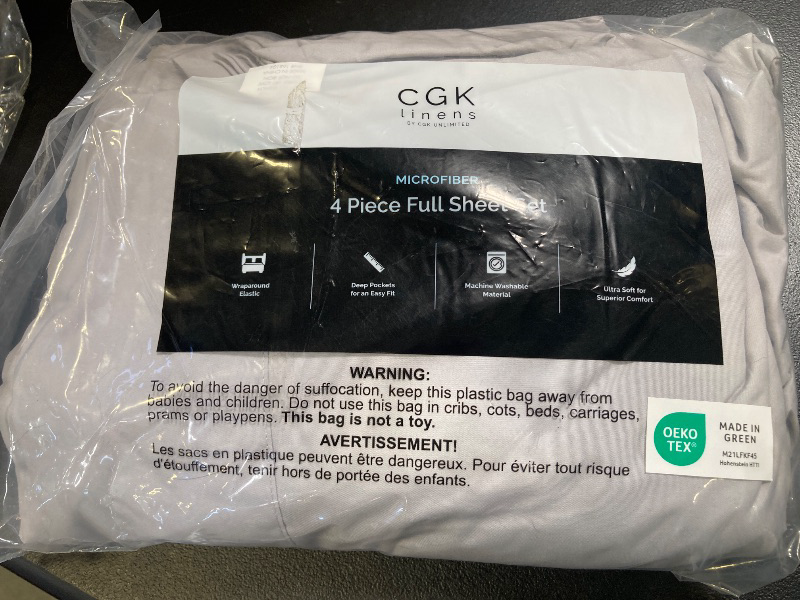 CGK
linens
BY CGK UNLIMITED
MICROFIBER
4 Piece Full Sheet Set
Wraparound
Elastic
Deep Pockets
for an Easy Fit
Machine Washable
Material
Ultra Soft for
Superior Comfort
WARNING:
To avoid the danger of suffocation, keep this plastic bag away from
babies and children. Do not use this bag in cribs, cots, beds, carriages,
prams or playpens. This bag is not a toy.
AVERTISSEMENT!
Les sacs en plastique peuvent être dangereux. Pour éviter tout risque
d'étouffement, tenir hors de portée des enfants.
OEKO
TEX®
MADE IN
GREEN
M21LFKF45
Hohenstein HTTI